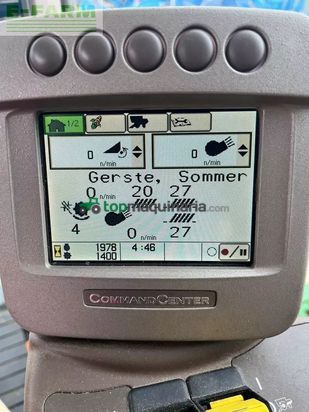 E-FARM
1/2
0 n/min
0 n/min
Gerste, Sommer
0 n/min 20 27
topmaquinaria.com
4 0 n/min 27
1978 4:46
1400
COMMANDCENTER